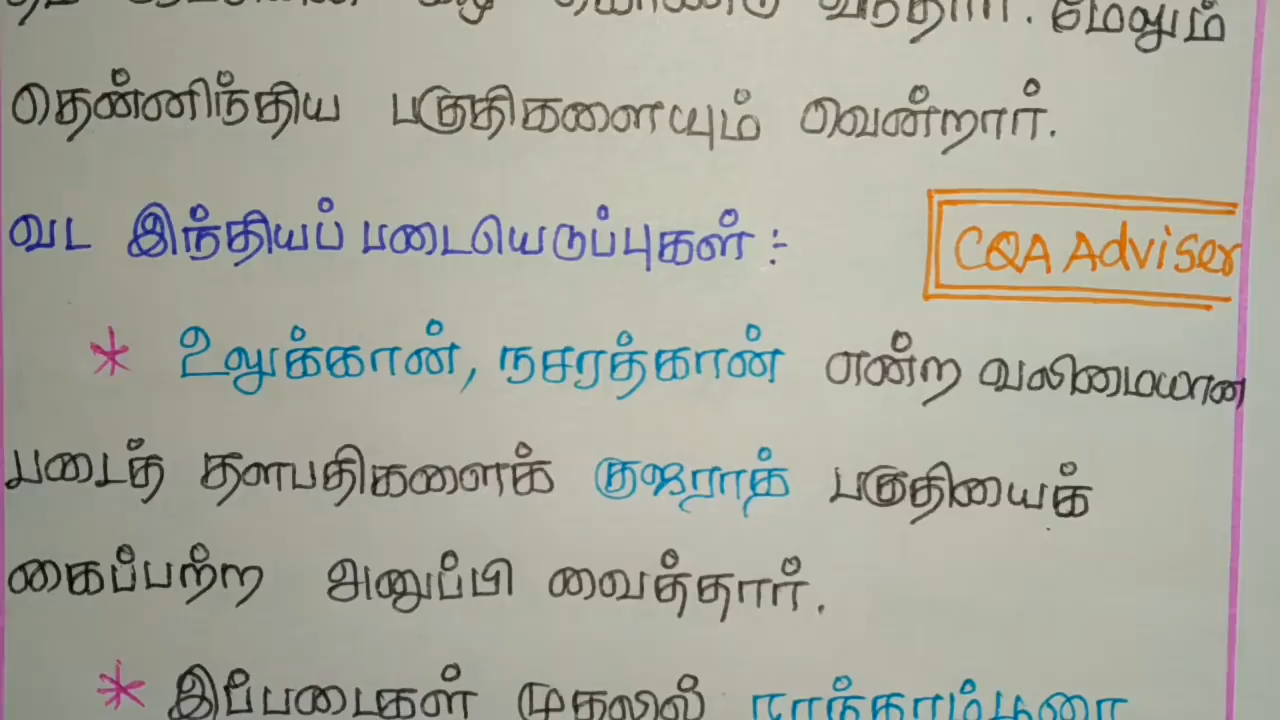 வந்தார். மேலும்
தென்னிந்திய பகுதிகளையும் வென்றார்.
வட இந்தியப் படையெடுப்புகள் :-
CQA Adviser
* உலுக்கான், நசரத்கான் என்ற வலிமையான
படைத் தளபதிகளைக் குஜராத் பகுதியைக்
கைப்பற்ற அனுப்பி வைத்தார்.
* இப்படைகள் முதலில்